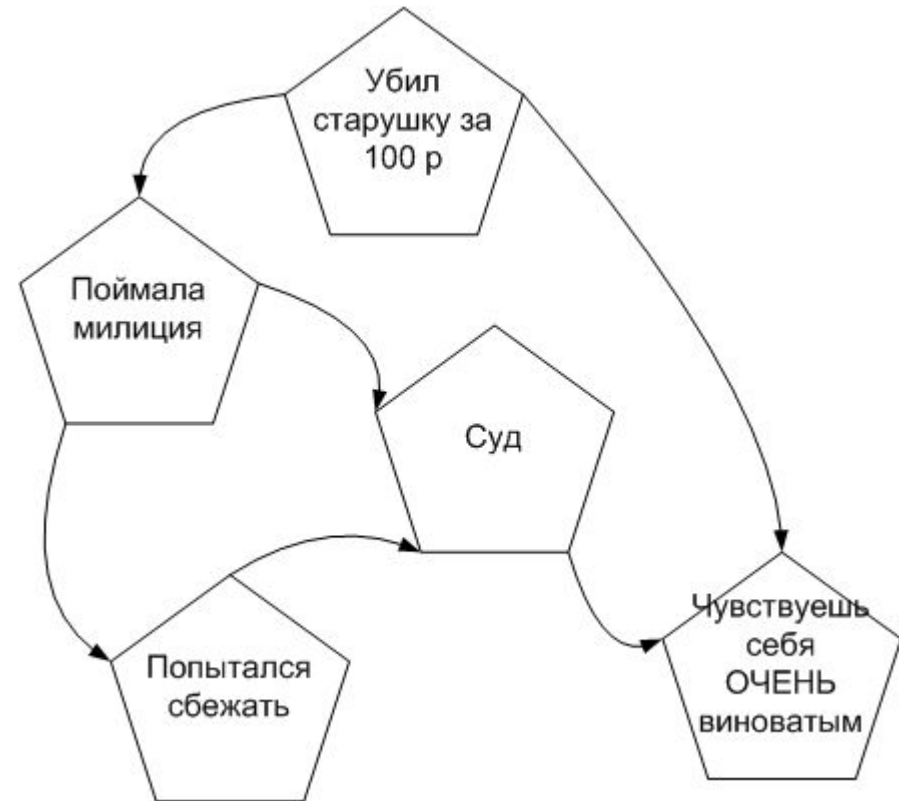 Убил
старушку за
100 р
Поймала
милиция
Суд
Чувствуешь
себя
ОЧЕНЬ
виноватым
Попытался
сбежать